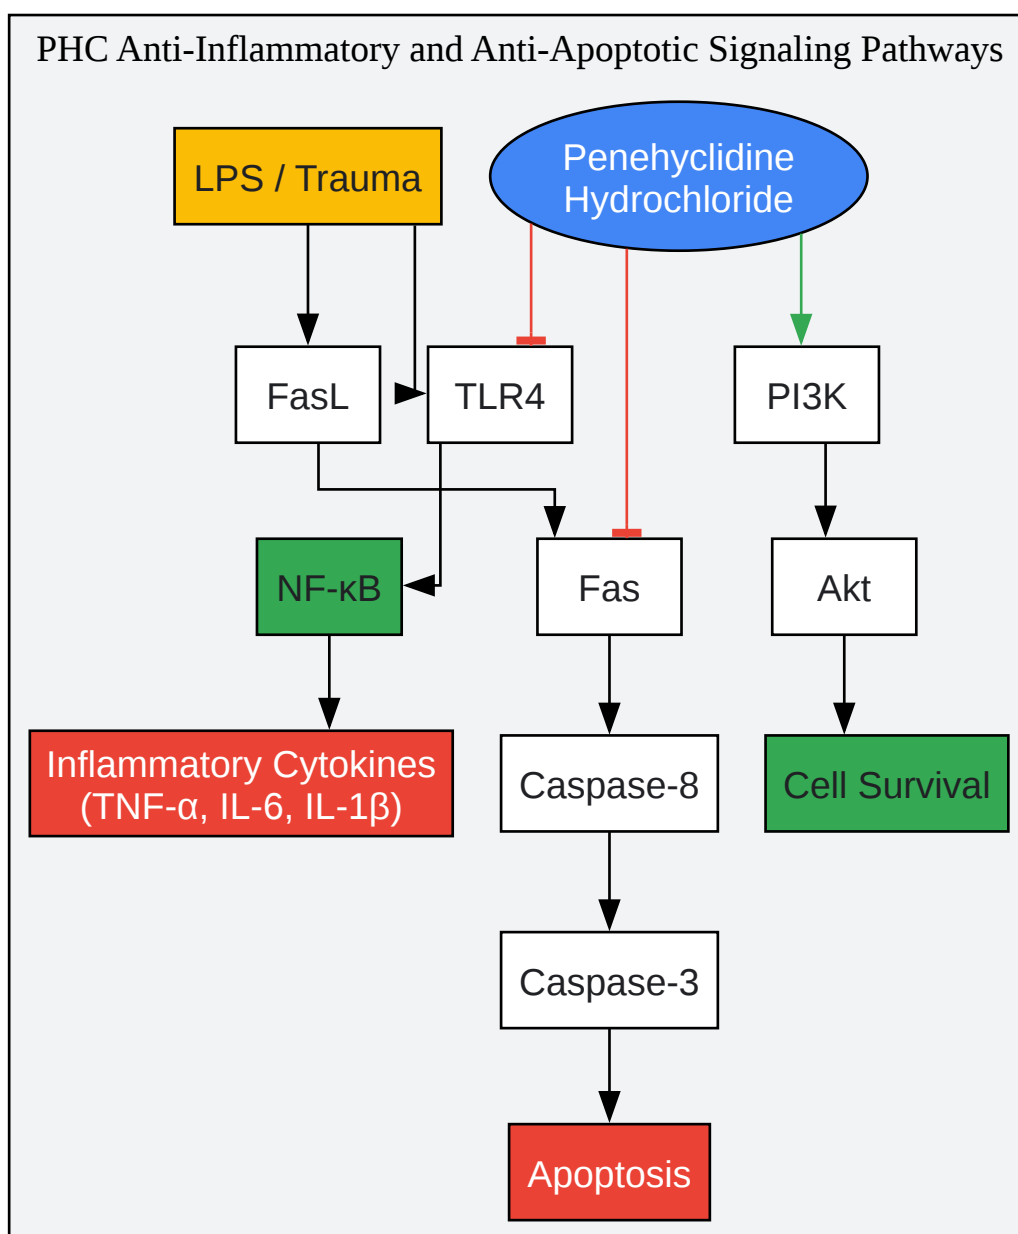 PHC Anti-Inflammatory and Anti-Apoptotic Signaling Pathways
LPS / Trauma
Penehyclidine
Hydrochloride
FasL
TLR4
PI3K
NF-κB
Fas
Akt
Inflammatory Cytokines
(TNF-α, IL-6, IL-1β)
Caspase-8
Cell Survival
Caspase-3
Apoptosis